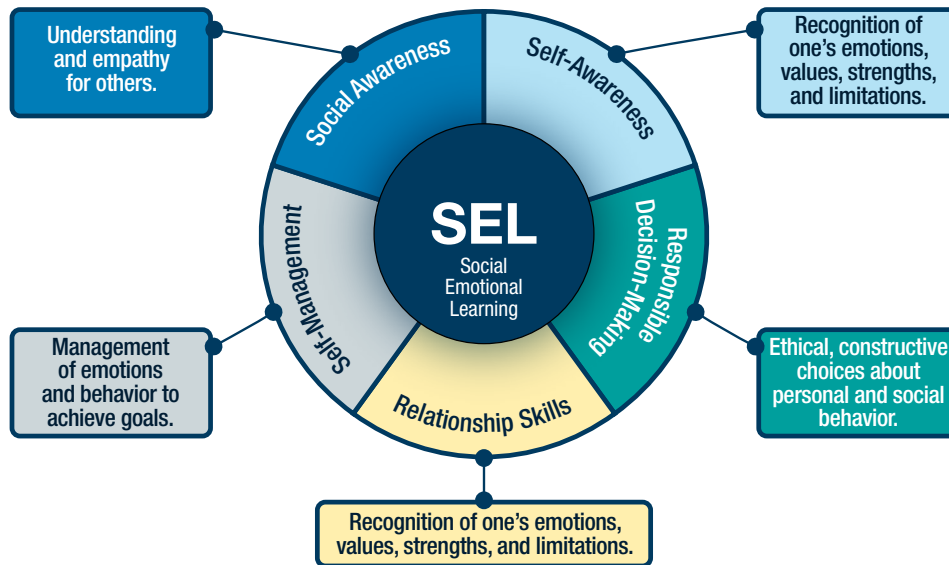 Understanding
and empathy
for others.
Social Awareness
Self-Awareness
Recognition of
one's emotions,
values, strengths,
and limitations.
SEL
Social
Emotional
Learning
Self-Management
Responsible
Decision-Making
Relationship Skills
Management
of emotions
and behavior to
achieve goals.
Ethical, constructive
choices about
personal and social
behavior.
Recognition of one's emotions,
values, strengths, and limitations.